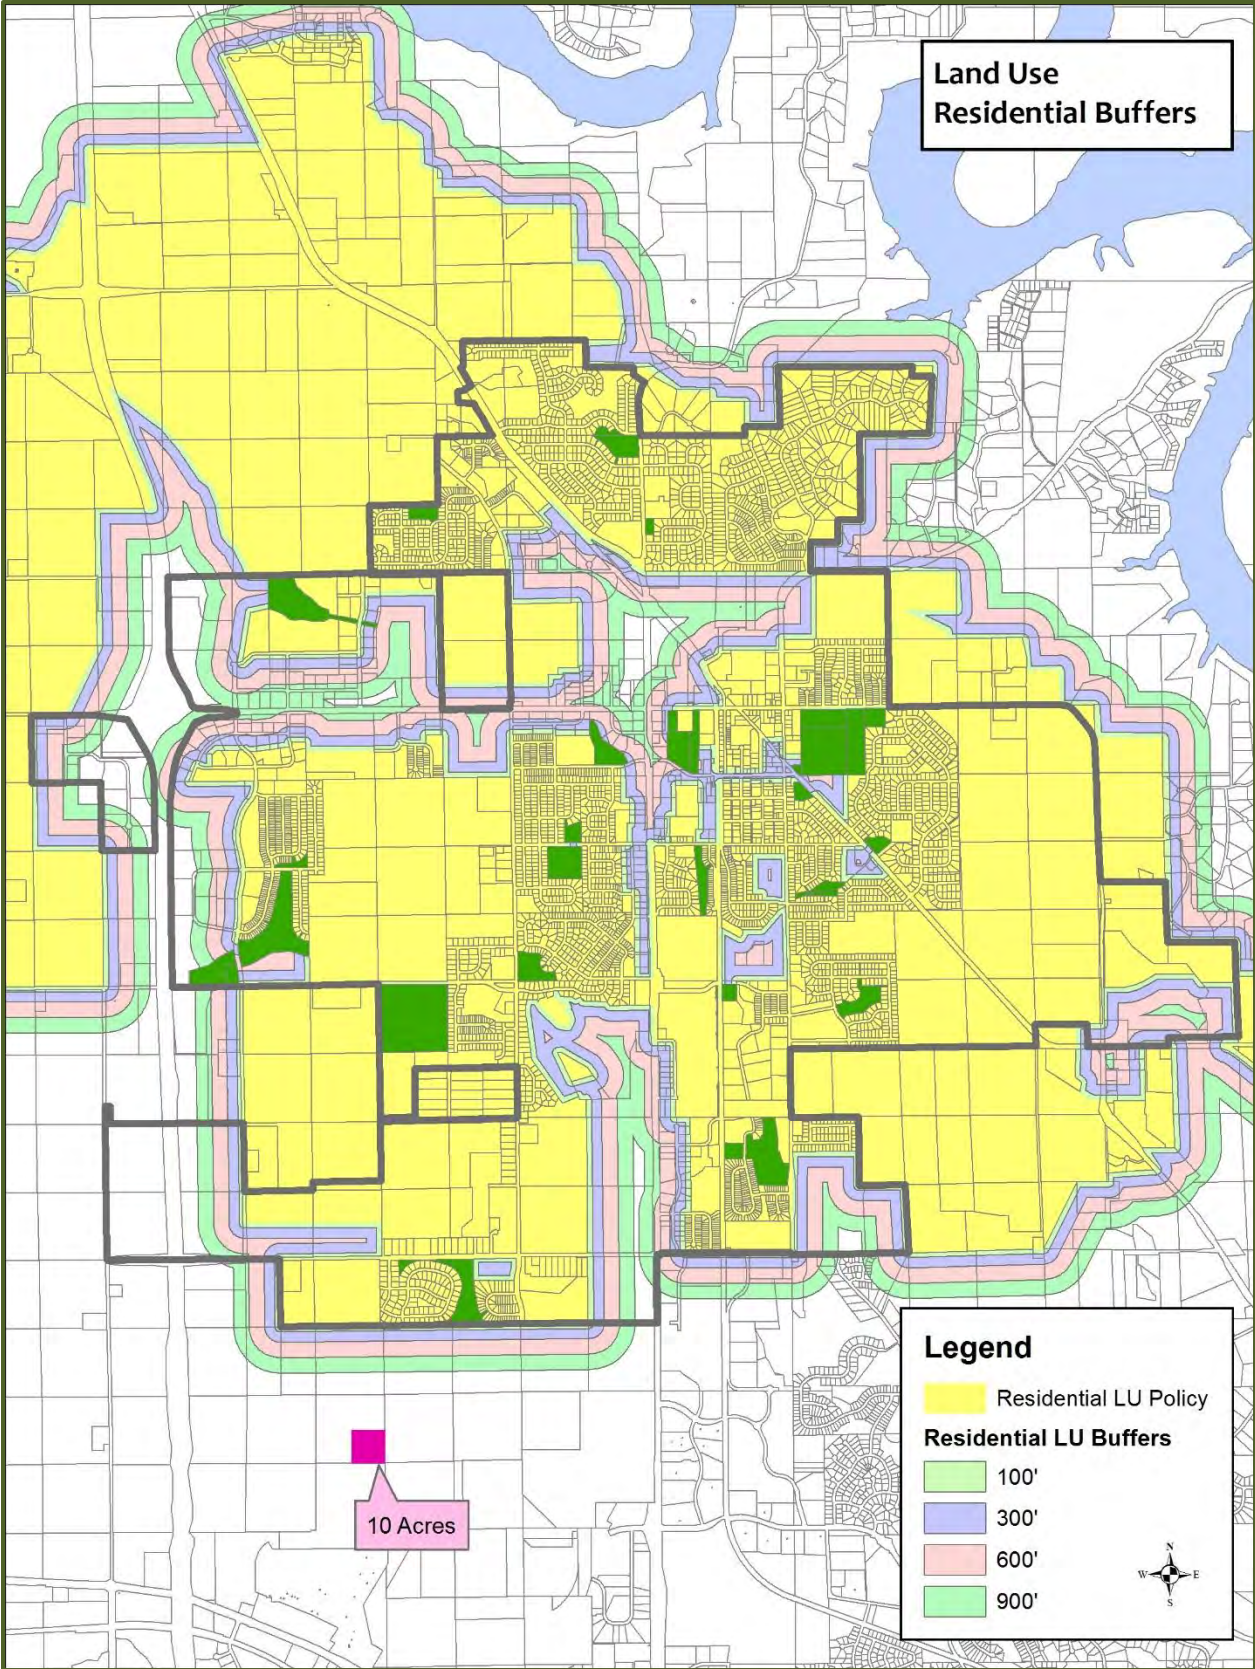 Land Use
Residential Buffers
10 Acres
Legend
Residential LU Policy
Residential LU Buffers
100'
300'
600'
900'
N
W E
S